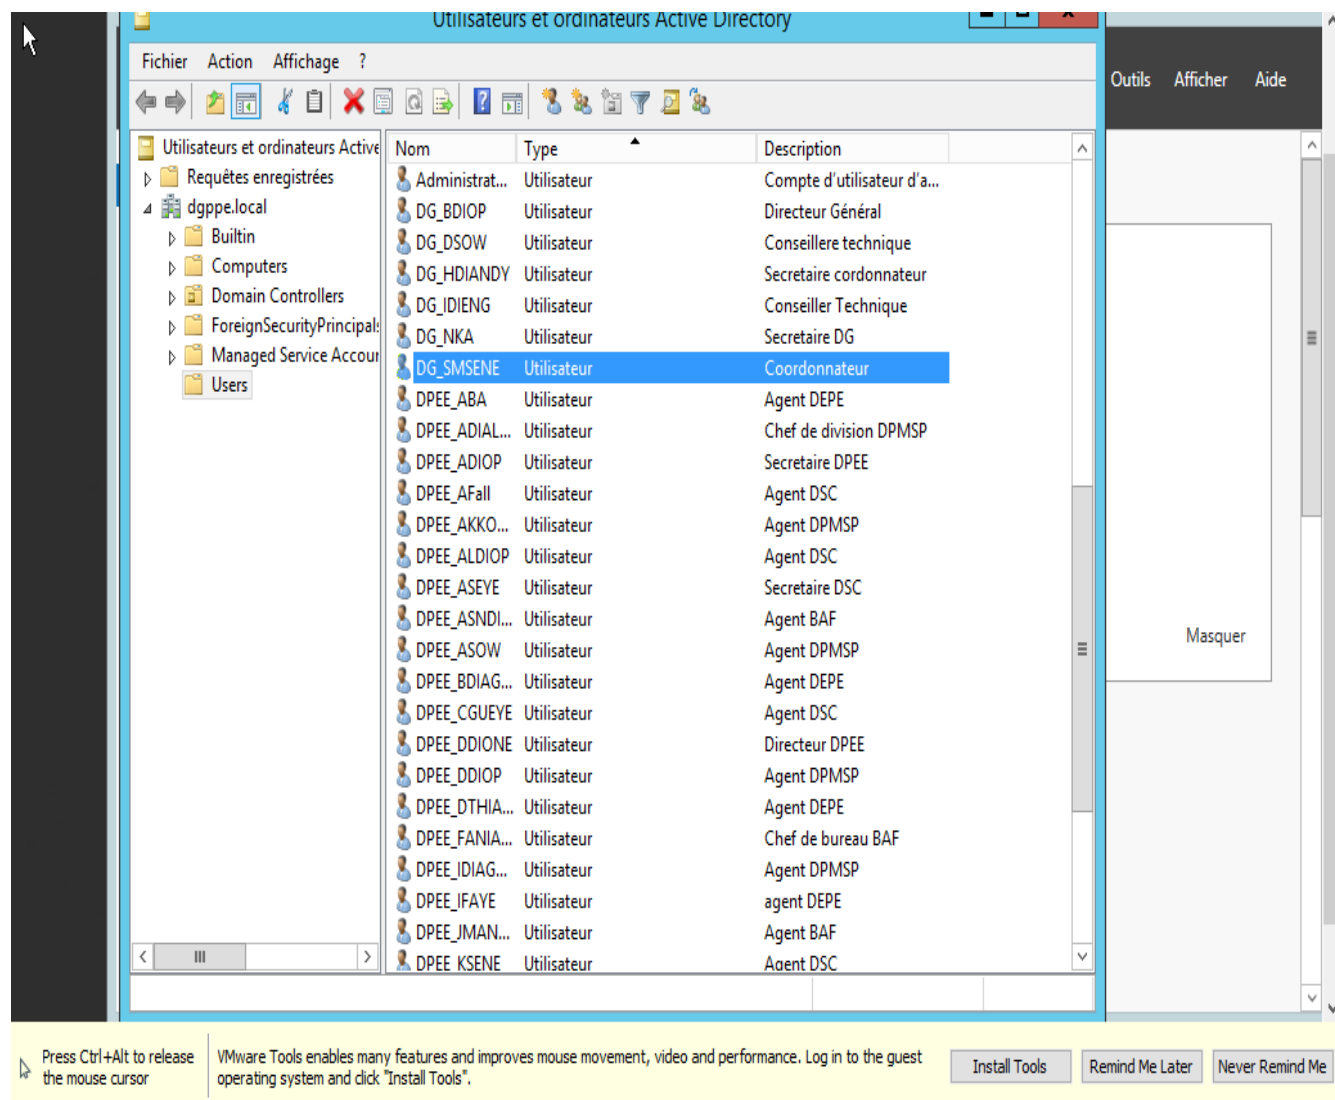 Utilisateurs et ordinateurs Active Directory
Fichier Action Affichage ?
Outils Afficher Aide
Utilisateurs et ordinateurs Active
Requêtes enregistrées
dgppe.local
Builtin
Computers
Domain Controllers
ForeignSecurityPrincipals
Managed Service Accour
Users
Nom Type Description
Administrat... Utilisateur Compte d'utilisateur d'a...
DG_BDIOP Utilisateur Directeur Général
DG_DSOW Utilisateur Conseillere technique
DG_HDIANDY Utilisateur Secretaire cordonnateur
DG_IDIENG Utilisateur Conseiller Technique
DG_NKA Utilisateur Secretaire DG
DG_SMSENE Utilisateur Coordonnateur
DPEE_ABA Utilisateur Agent DEPE
DPEE_ADIAL... Utilisateur Chef de division DPMSP
DPEE_ADIOP Utilisateur Secretaire DPEE
DPEE_AFall Utilisateur Agent DSC
DPEE_AKKO... Utilisateur Agent DPMSP
DPEE_ALDIOP Utilisateur Agent DSC
DPEE_ASEYE Utilisateur Secretaire DSC
DPEE_ASNDI... Utilisateur Agent BAF
DPEE_ASOW Utilisateur Agent DPMSP
DPEE_BDIAG... Utilisateur Agent DEPE
DPEE_CGUEYE Utilisateur Agent DSC
DPEE_DDIONE Utilisateur Directeur DPEE
DPEE_DDIOP Utilisateur Agent DPMSP
DPEE_DTHIA... Utilisateur Agent DEPE
DPEE_FANIA... Utilisateur Chef de bureau BAF
DPEE_IDIAG... Utilisateur Agent DPMSP
DPEE_IFAYE Utilisateur agent DEPE
DPEE_JMAN... Utilisateur Agent BAF
DPEE_KSENE Utilisateur Agent DSC
Masquer
Press Ctrl+Alt to release
the mouse cursor
VMware Tools enables many features and improves mouse movement, video and performance. Log in to the guest
operating system and click "Install Tools".
Install Tools
Remind Me Later
Never Remind Me